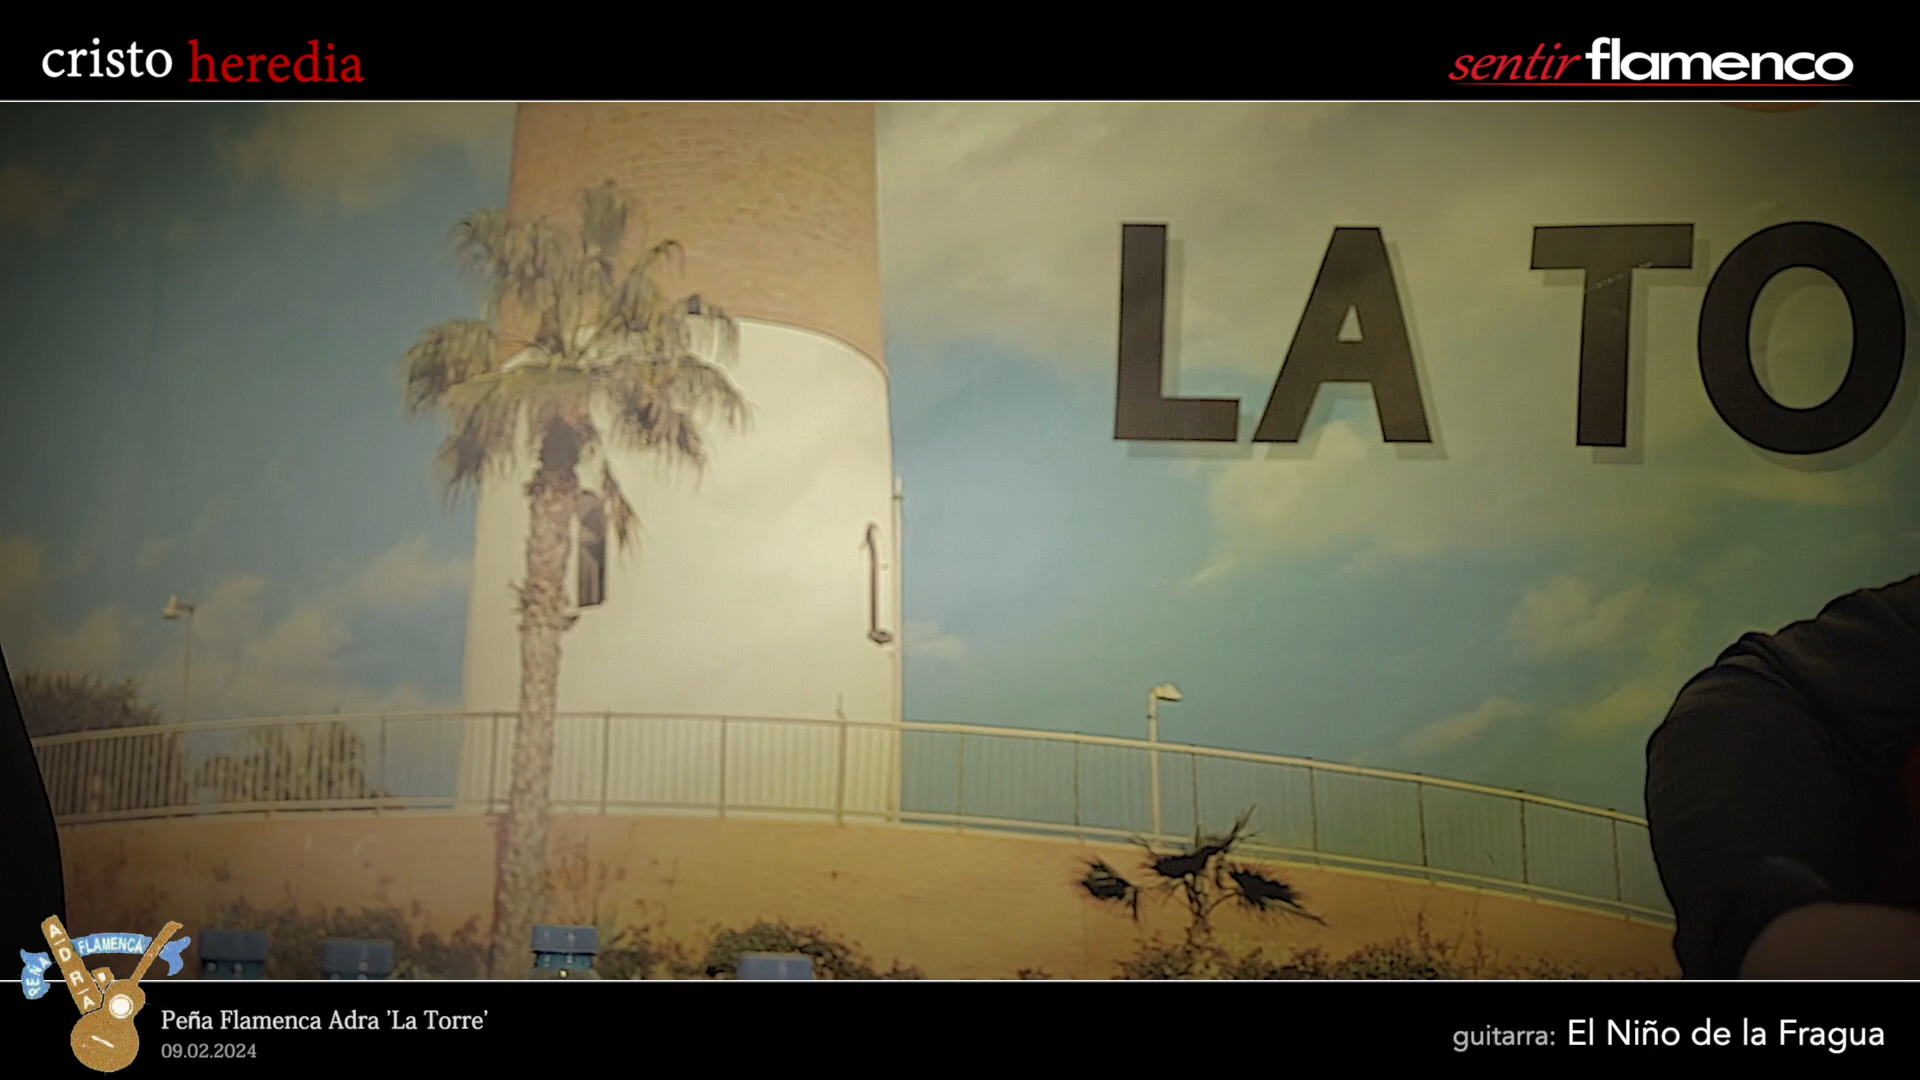 cristo heredia
sentir flamenco
LA TO
PEÑA FLAMENCA
ADRA
Peña Flamenca Adra 'La Torre'
09.02.2024
guitarra: El Niño de la Fragua